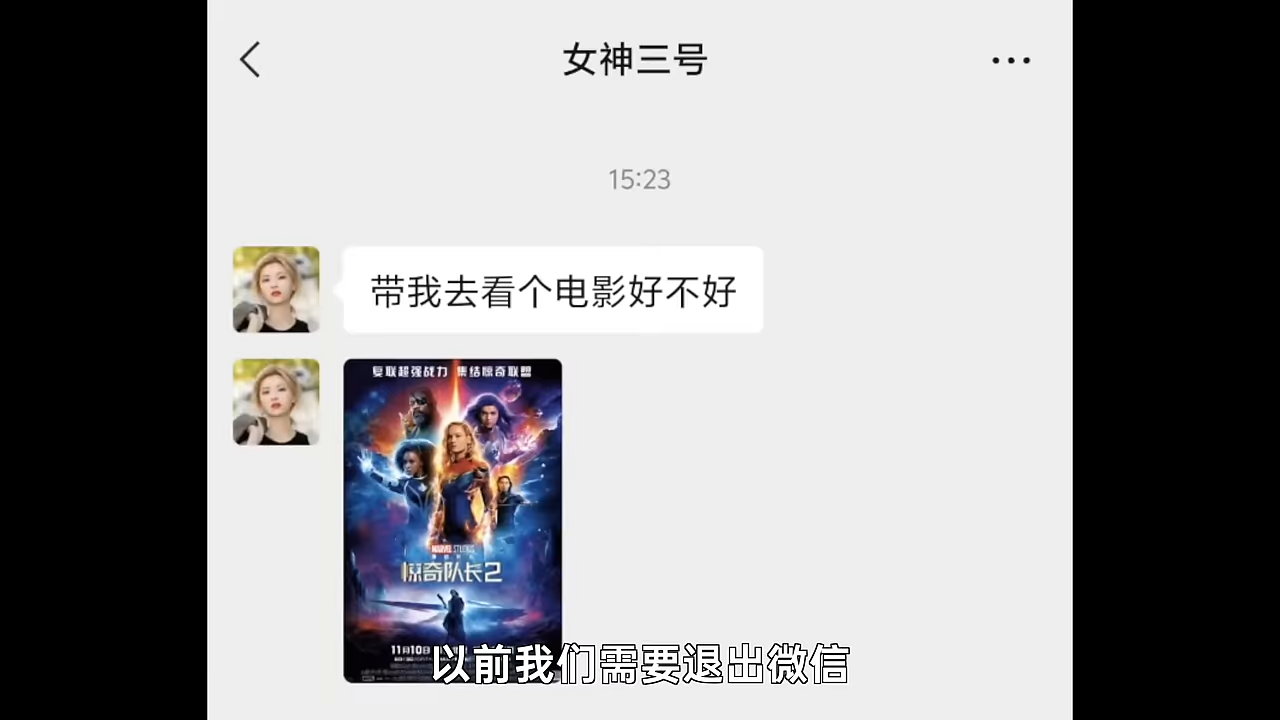 女神三号
15:23
带我去看个电影好不好
复联超强战力 集结惊奇联盟
MARVEL STUDIOS
惊奇队长2
11月10日
以前我们需要退出微信